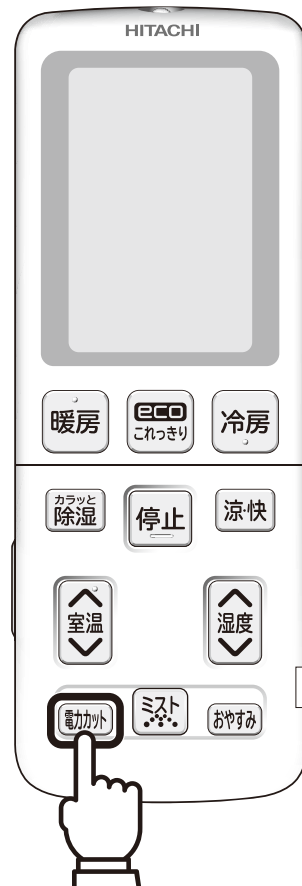 HITACHI
暖房
eco
これっきり
冷房
カラッと
除湿
停止
涼・快
室温
湿度
電力カット
ミスト
おやすみ